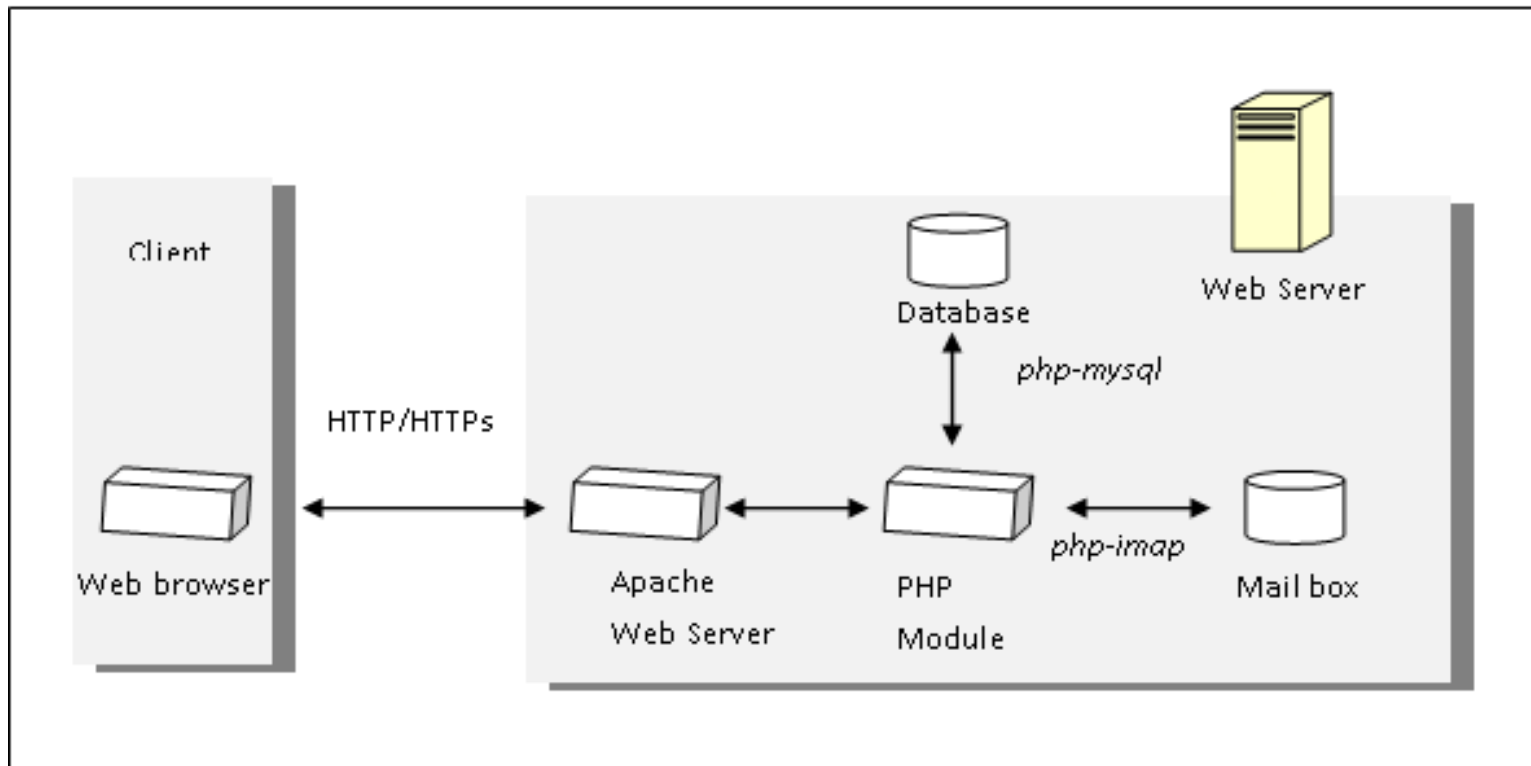 Client
Web Server
Database
php-mysql
HTTP/HTTPs
php-imap
Web browser
Apache
Web Server
PHP
Module
Mail box